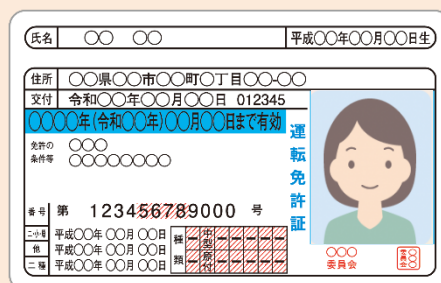 氏名 〇〇 〇〇 平成〇〇年〇〇月〇〇日生
住所 〇〇県〇〇市〇〇町〇丁目〇〇-〇〇
交付 令和〇〇年〇〇月〇〇日 012345
〇〇〇〇年(令和〇〇年)〇〇月〇〇日まで有効
免許の 〇〇〇
条件等 〇〇〇〇〇〇〇〇
運転免許証
番号 第 123456789000 号
二・小・原 平成〇〇年 〇〇月 〇〇日
他 平成〇〇年 〇〇月 〇〇日
二種 平成〇〇年 〇〇月 〇〇日
種類
中型
原付
〇〇〇
委員会